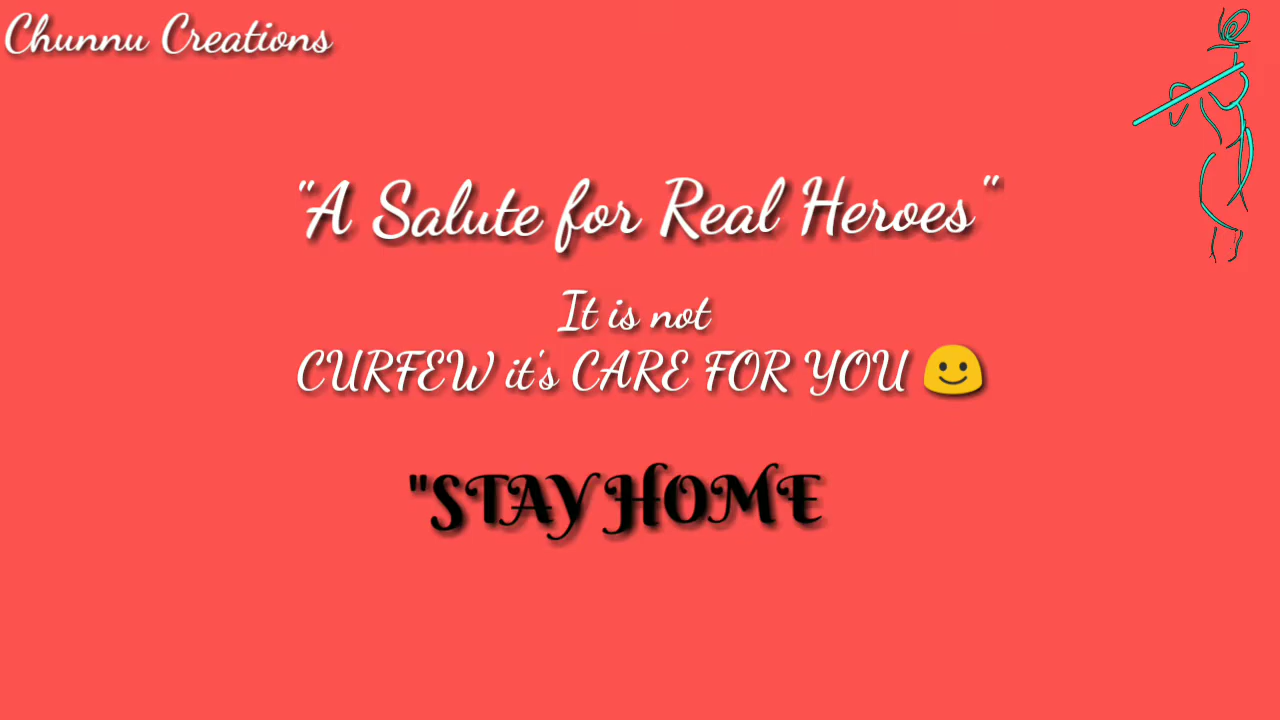 Chunnu Creations
"A Salute for Real Heroes"
It is not
CURFEW it's CARE FOR YOU 🙂
"STAY HOME